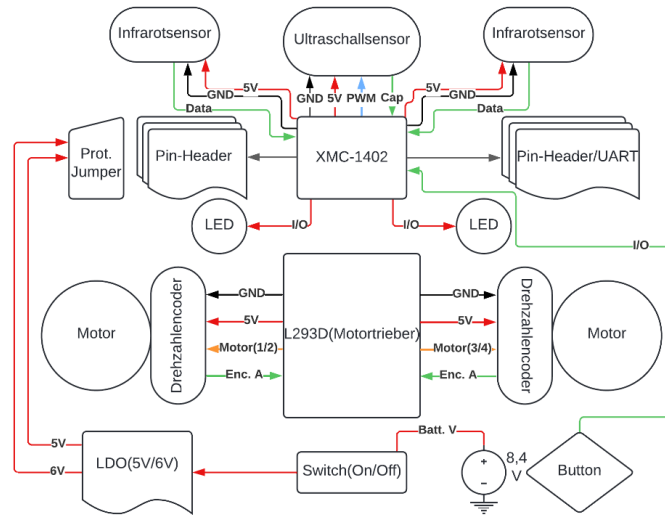 Infrarotsensor
Ultraschallsensor
Infrarotsensor
5V
GND
Data
GND
5V
PWM
Cap
5V
GND
Data
Prot.
Jumper
Pin-Header
XMC-1402
Pin-Header/UART
LED
I/O
I/O
LED
I/O
Motor
Drehzahlencoder
GND
5V
Motor(1/2)
Enc. A
L293D(Motortrieber)
GND
5V
Motor(3/4)
Enc. A
Drehzahlencoder
Motor
5V
6V
LDO(5V/6V)
Switch(On/Off)
Batt. V
8,4
V
Button